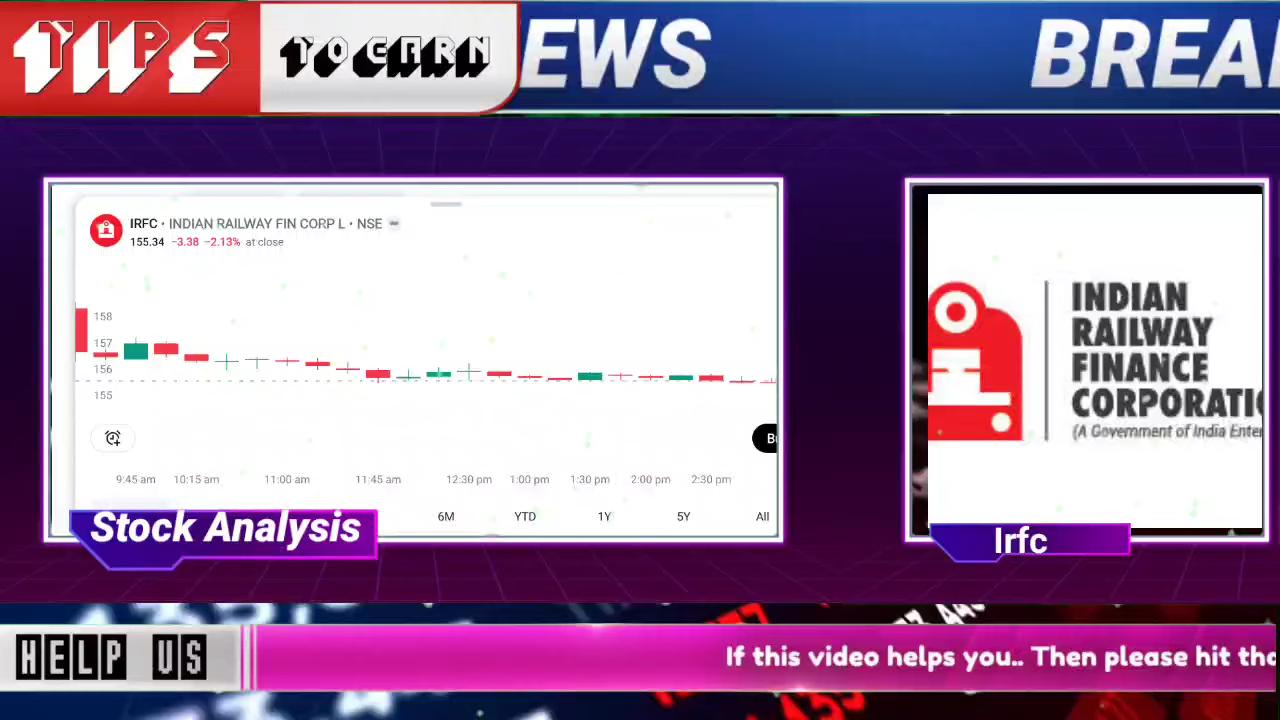 TIPS
TO EARN
EWS
BREA
IRFC • INDIAN RAILWAY FIN CORP L • NSE
155.34 −3.38 −2.13% at close
158
157
156
155
9:45 am 10:15 am 11:00 am 11:45 am 12:30 pm 1:00 pm 1:30 pm 2:00 pm 2:30 pm
6M YTD 1Y 5Y All
Stock Analysis
INDIAN
RAILWAY
FINANCE
CORPORATI
(A Government of India Enter
Irfc
HELP US
If this video helps you.. Then please hit tha